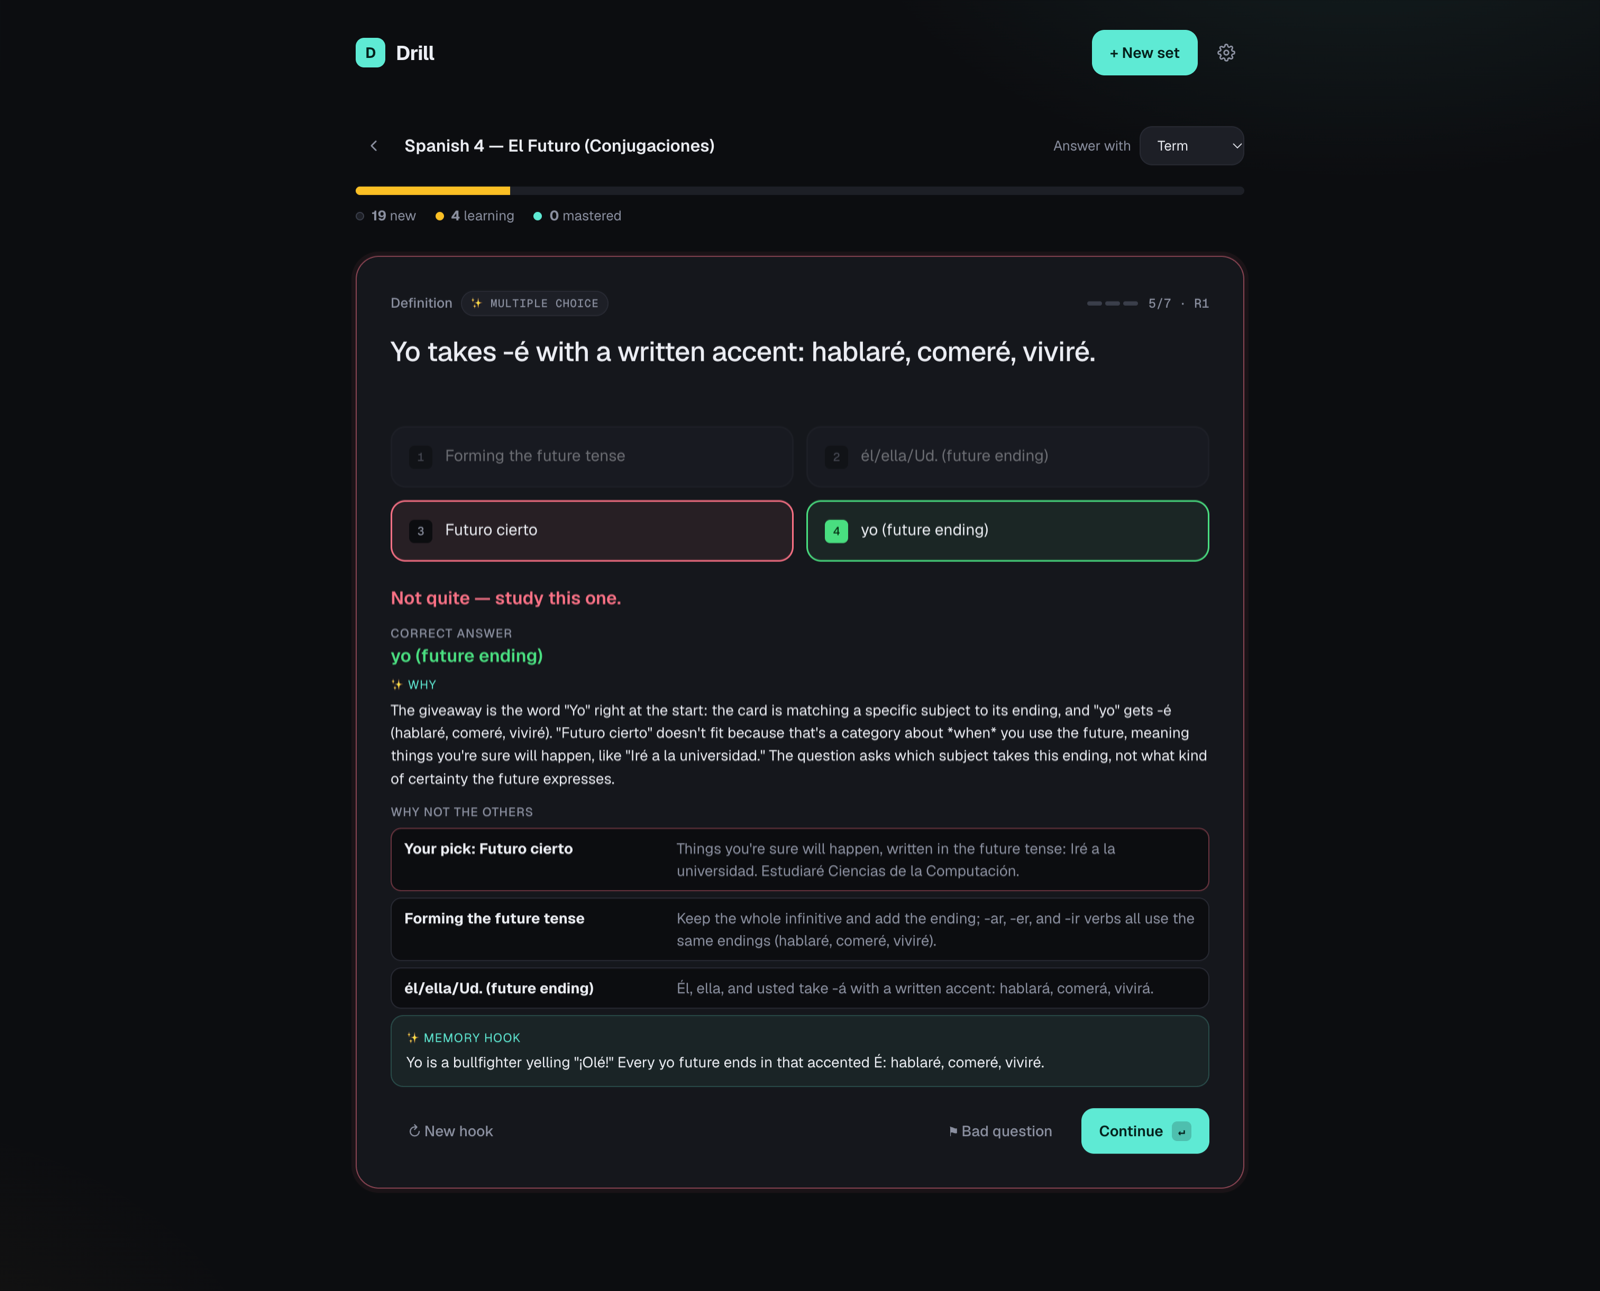 D Drill
+ New set
Spanish 4 — El Futuro (Conjugaciones)
Answer with Term
19 new 4 learning 0 mastered
Definition ✨ MULTIPLE CHOICE 5/7 · R1
Yo takes -é with a written accent: hablaré, comeré, viviré.
1 Forming the future tense
2 él/ella/Ud. (future ending)
3 Futuro cierto
4 yo (future ending)
Not quite — study this one.
CORRECT ANSWER
yo (future ending)
✨ WHY
The giveaway is the word "Yo" right at the start: the card is matching a specific subject to its ending, and "yo" gets -é
(hablaré, comeré, viviré). "Futuro cierto" doesn't fit because that's a category about *when* you use the future, meaning
things you're sure will happen, like "Iré a la universidad." The question asks which subject takes this ending, not what kind
of certainty the future expresses.
WHY NOT THE OTHERS
Your pick: Futuro cierto
Things you're sure will happen, written in the future tense: Iré a la
universidad. Estudiaré Ciencias de la Computación.
Forming the future tense
Keep the whole infinitive and add the ending; -ar, -er, and -ir verbs all use the
same endings (hablaré, comeré, viviré).
él/ella/Ud. (future ending)
Él, ella, and usted take -á with a written accent: hablará, comerá, vivirá.
✨ MEMORY HOOK
Yo is a bullfighter yelling "¡Olé!" Every yo future ends in that accented É: hablaré, comeré, viviré.
↻ New hook
⚑ Bad question
Continue ↵